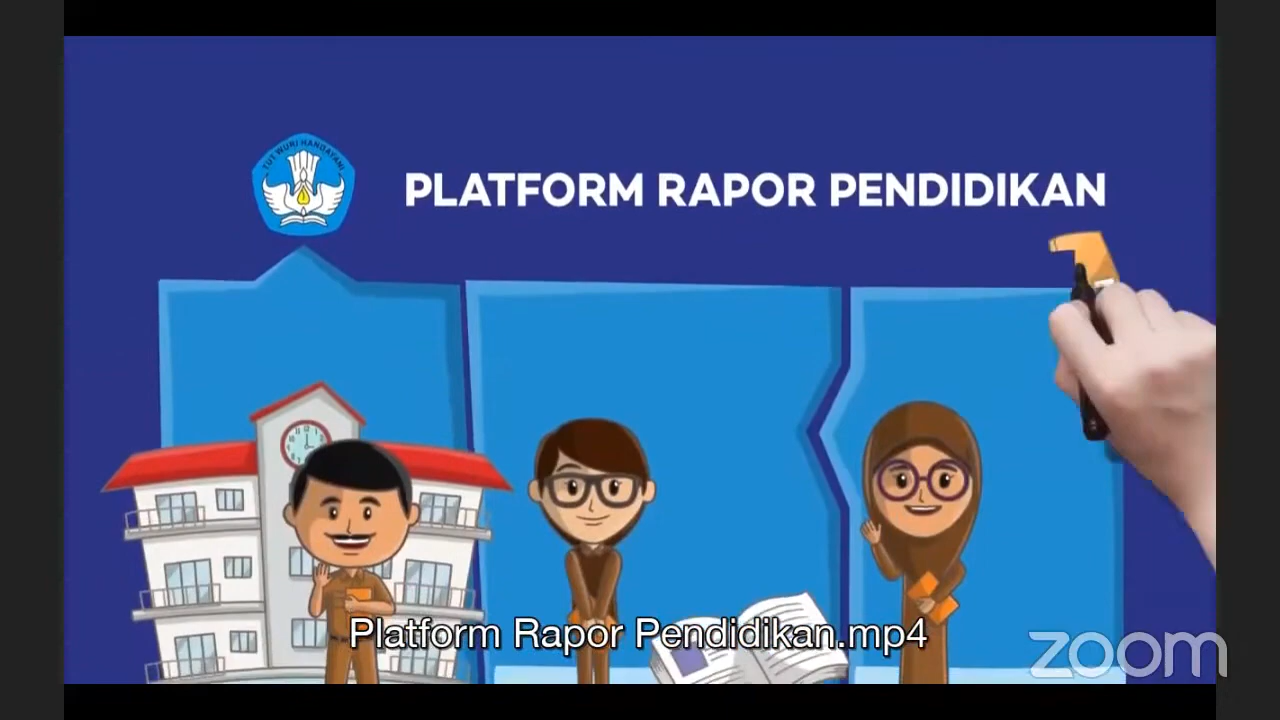 TUT WURI HANDAYANI
PLATFORM RAPOR PENDIDIKAN
Platform Rapor Pendidikan.mp4
zoom